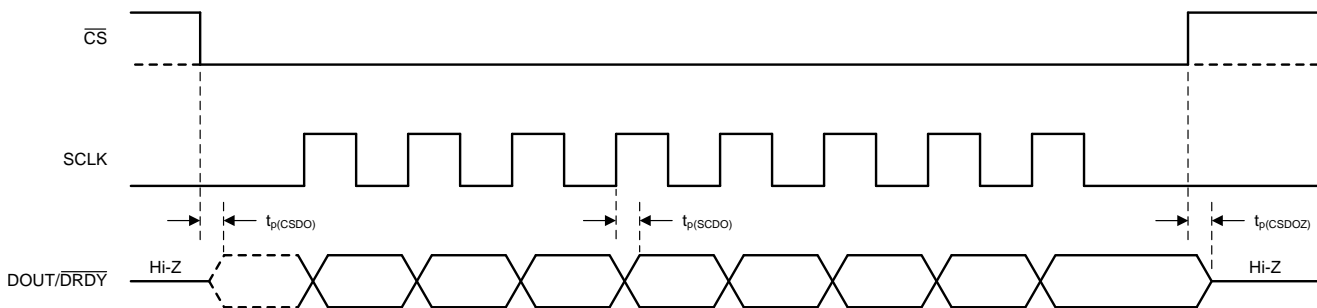 CS
SCLK
tp(CSDO)
tp(SCDO)
tp(CSDOZ)
DOUT/DRDY
Hi-Z
Hi-Z